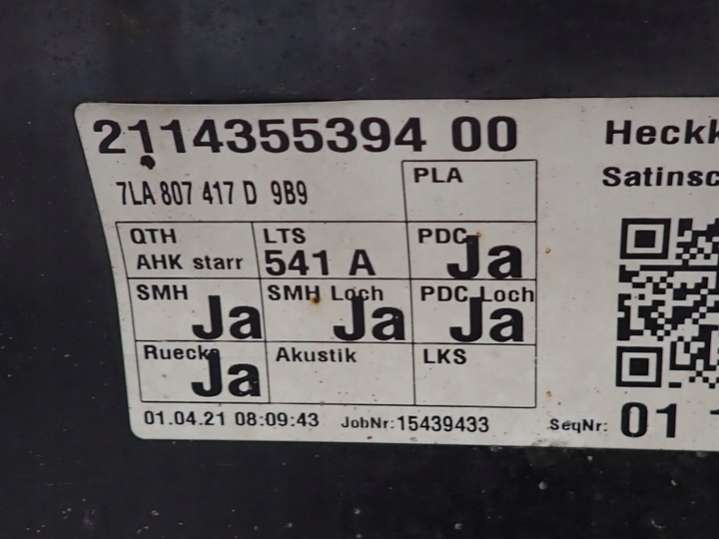 2114355394 00
Heckk
7LA 807 417 D 9B9
PLA
Satinsc
QTH
AHK starr
LTS
541 A
PDC
Ja
SMH
Ja
SMH Loch
Ja
PDC Loch
Ja
Ruecka
Ja
Akustik
LKS
01.04.21 08:09:43
JobNr:15439433
SeqNr: 01